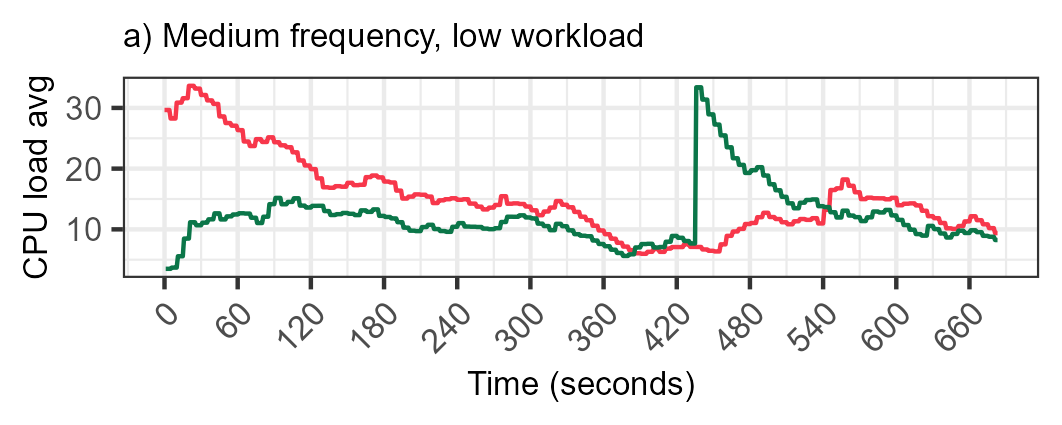 a) Medium frequency, low workload
CPU load avg
30
20
10
0 60 120 180 240 300 360 420 480 540 600 660
Time (seconds)